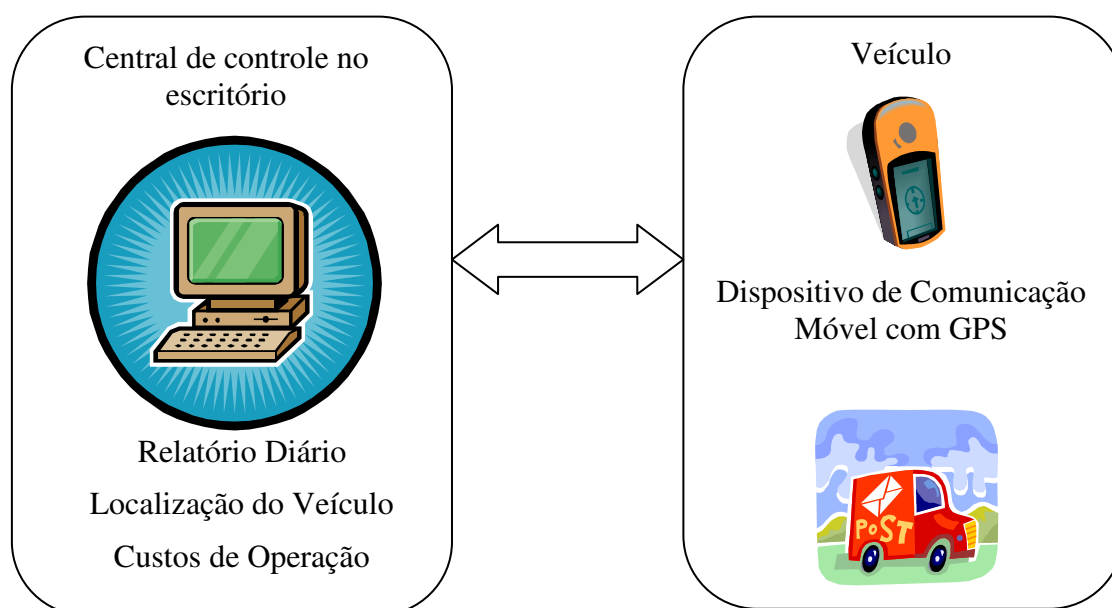 Central de controle no
escritório
Relatório Diário
Localização do Veículo
Custos de Operação
Veículo
Dispositivo de Comunicação
Móvel com GPS
POST